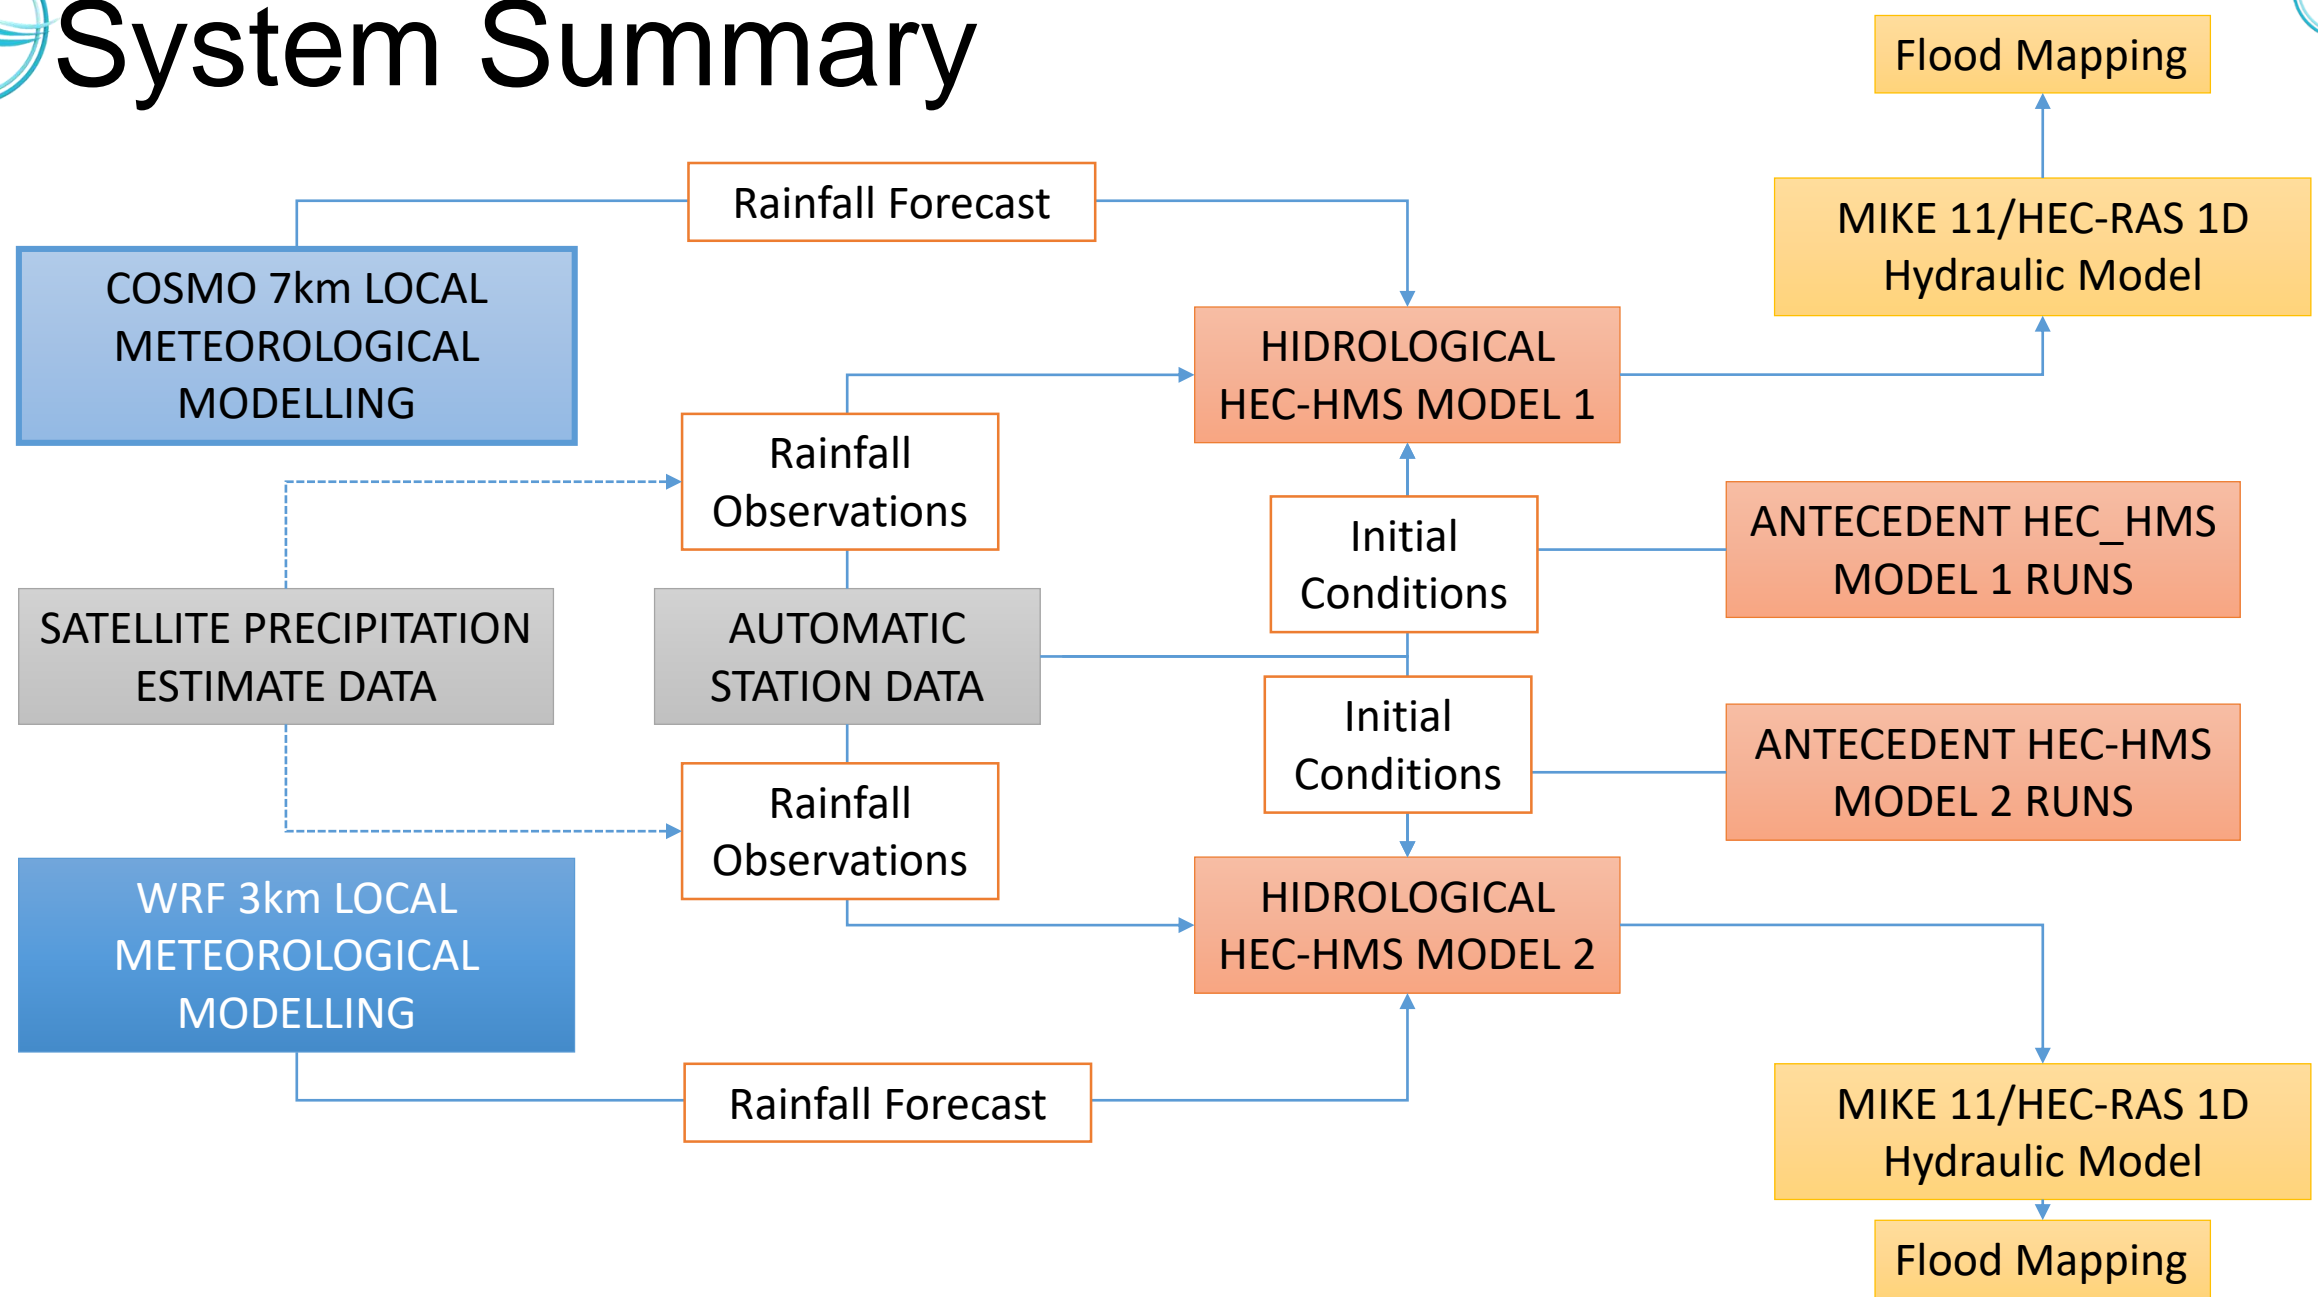 System Summary
Flood Mapping
Rainfall Forecast
MIKE 11/HEC-RAS 1D
Hydraulic Model
COSMO 7km LOCAL
METEOROLOGICAL
MODELLING
HIDROLOGICAL
HEC-HMS MODEL 1
Rainfall
Observations
Initial
Conditions
ANTECEDENT HEC_HMS
MODEL 1 RUNS
SATELLITE PRECIPITATION
ESTIMATE DATA
AUTOMATIC
STATION DATA
Initial
Conditions
ANTECEDENT HEC-HMS
MODEL 2 RUNS
Rainfall
Observations
WRF 3km LOCAL
METEOROLOGICAL
MODELLING
HIDROLOGICAL
HEC-HMS MODEL 2
Rainfall Forecast
MIKE 11/HEC-RAS 1D
Hydraulic Model
Flood Mapping